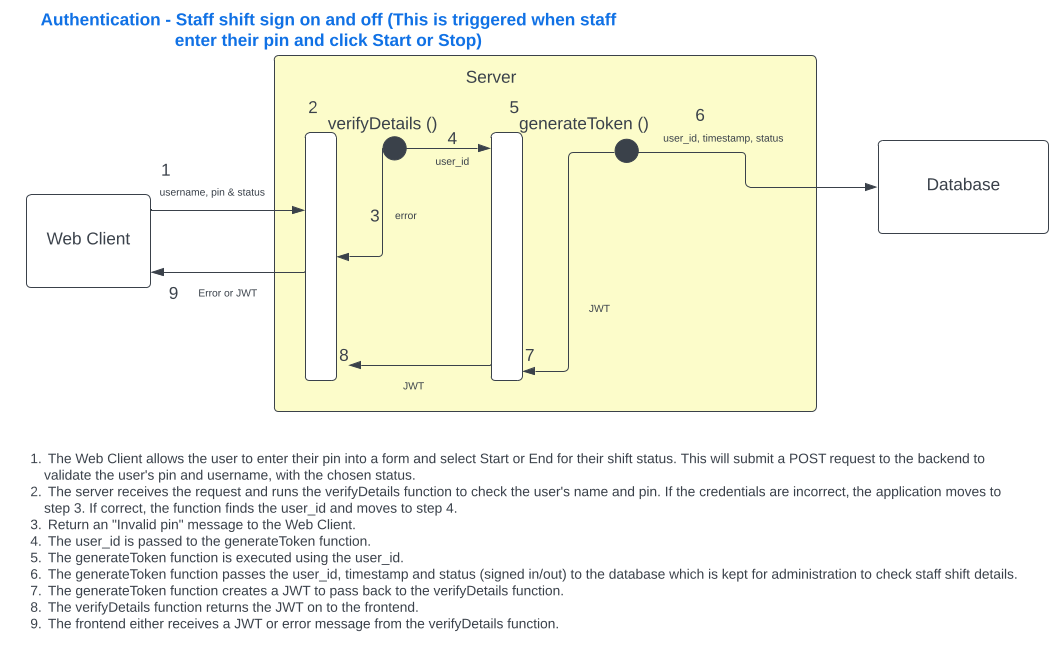 Authentication - Staff shift sign on and off (This is triggered when staff
enter their pin and click Start or Stop)
Server
2
verifyDetails ()
5
generateToken ()
6
user_id, timestamp, status
4
user_id
1
username, pin & status
Database
Web Client
3
error
9
Error or JWT
JWT
8
7
JWT
1. The Web Client allows the user to enter their pin into a form and select Start or End for their shift status. This will submit a POST request to the backend to
validate the user's pin and username, with the chosen status.
2. The server receives the request and runs the verifyDetails function to check the user's name and pin. If the credentials are incorrect, the application moves to
step 3. If correct, the function finds the user_id and moves to step 4.
3. Return an "Invalid pin" message to the Web Client.
4. The user_id is passed to the generateToken function.
5. The generateToken function is executed using the user_id.
6. The generateToken function passes the user_id, timestamp and status (signed in/out) to the database which is kept for administration to check staff shift details.
7. The generateToken function creates a JWT to pass back to the verifyDetails function.
8. The verifyDetails function returns the JWT on to the frontend.
9. The frontend either receives a JWT or error message from the verifyDetails function.